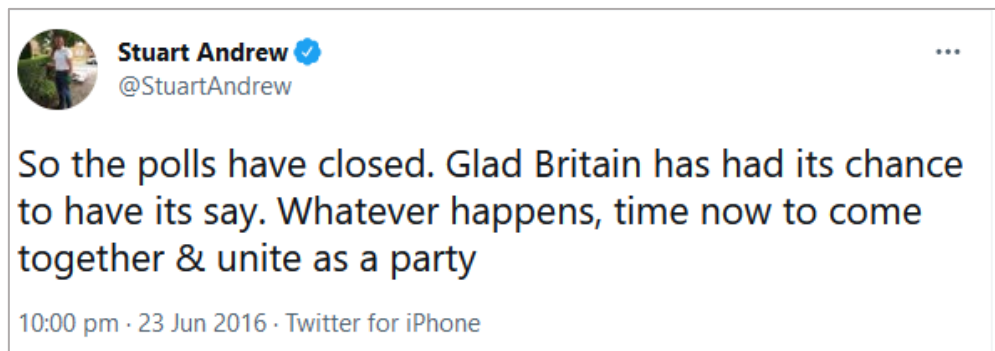 Stuart Andrew
@StuartAndrew
So the polls have closed. Glad Britain has had its chance
to have its say. Whatever happens, time now to come
together & unite as a party
10:00 pm · 23 Jun 2016 · Twitter for iPhone